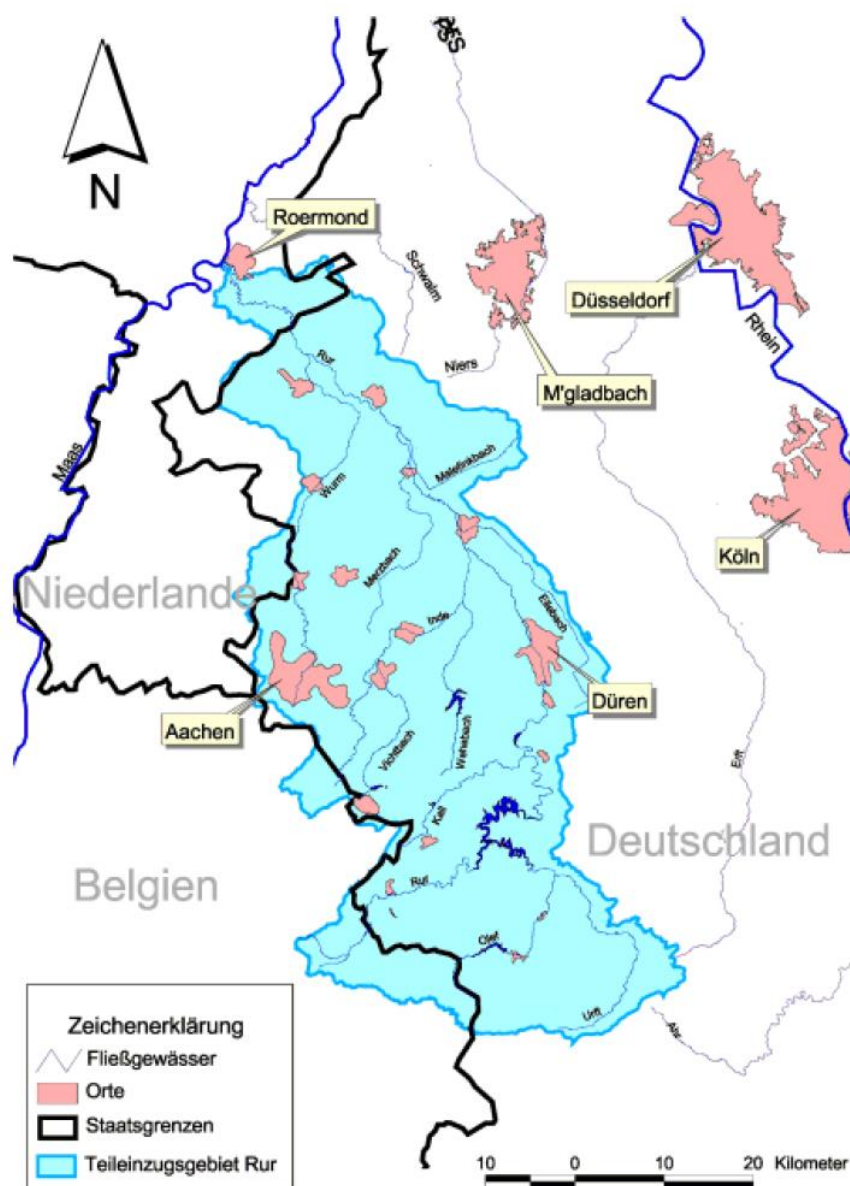 N
Roermond
Schwalm
Düsseldorf
Rhein
Niers
M'gladbach
Rur
Maas
Malefinkbach
Wurm
Köln
Merzbach
Niederlande
Ellebach
Inde
Düren
Aachen
Vichtbach
Wehebach
Erft
Kall
Deutschland
Belgien
Rur
Olef
Urft
Ahr
Zeichenerklärung
Fließgewässer
Orte
Staatsgrenzen
Teileinzugsgebiet Rur
10 0 10 20 Kilometer